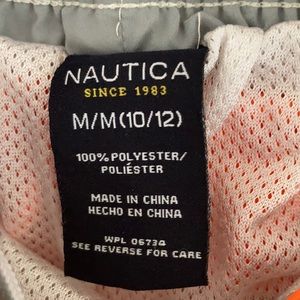 NAUTICA
SINCE 1983
M/M(10/12)
100% POLYESTER/
POLIÉSTER
MADE IN CHINA
HECHO EN CHINA
WPL 06734
SEE REVERSE FOR CARE